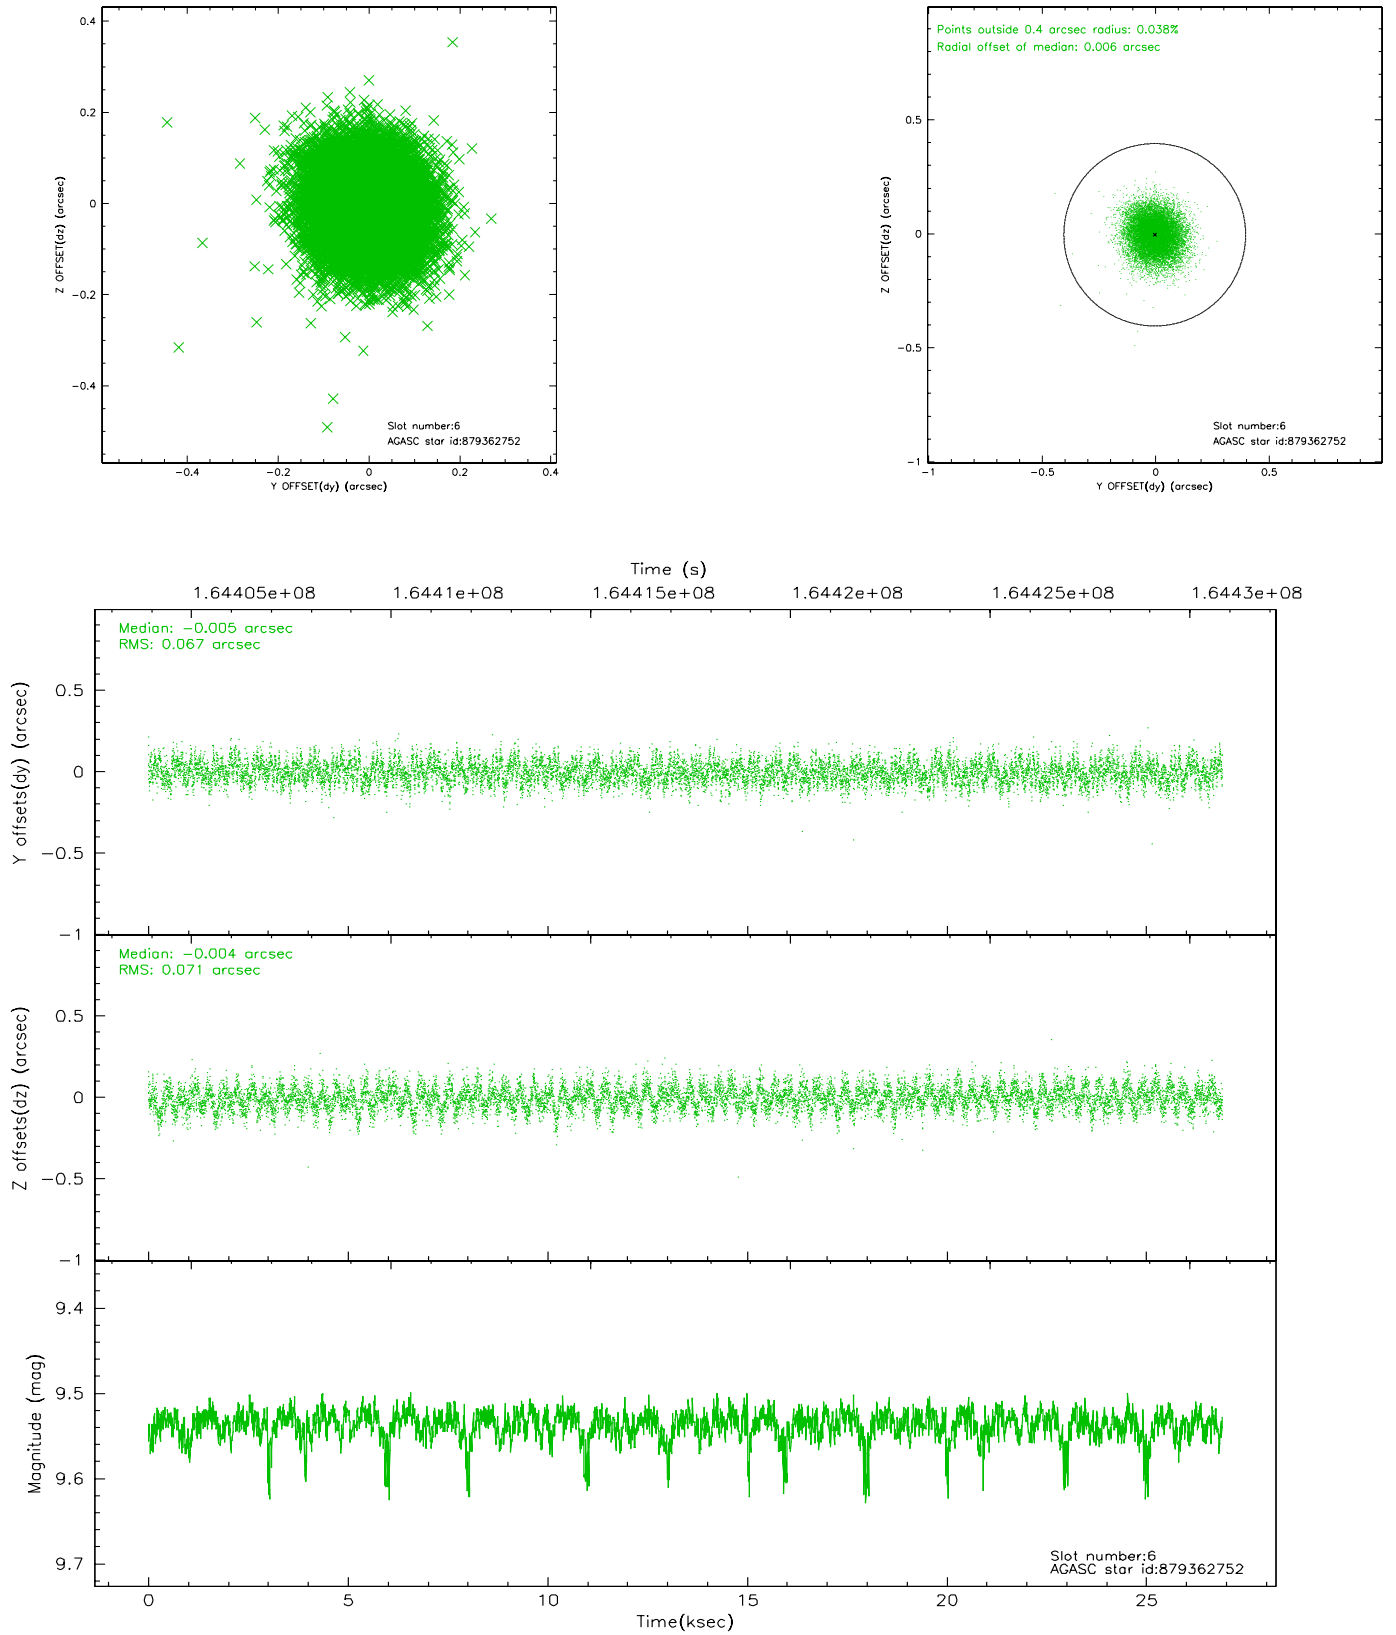 0.4
0.2
0
−0.2
−0.4
Z OFFSET(dz) (arcsec)
Slot number:6
AGASC star id:879362752
−0.4 −0.2 0 0.2 0.4
Y OFFSET(dy) (arcsec)
Points outside 0.4 arcsec radius: 0.038%
Radial offset of median: 0.006 arcsec
0.5
0
−0.5
−1
Z OFFSET(dz) (arcsec)
Slot number:6
AGASC star id:879362752
−1 −0.5 0 0.5
Y OFFSET(dy) (arcsec)
Time (s)
1.64405e+08 1.6441e+08 1.64415e+08 1.6442e+08 1.64425e+08 1.6443e+08
Median: −0.005 arcsec
RMS: 0.067 arcsec
0.5
0
−0.5
−1
Y offsets(dy) (arcsec)
Median: −0.004 arcsec
RMS: 0.071 arcsec
0.5
0
−0.5
−1
Z offsets(dz) (arcsec)
9.4
9.5
9.6
9.7
Magnitude (mag)
Slot number:6
AGASC star id:879362752
0 5 10 15 20 25
Time(ksec)